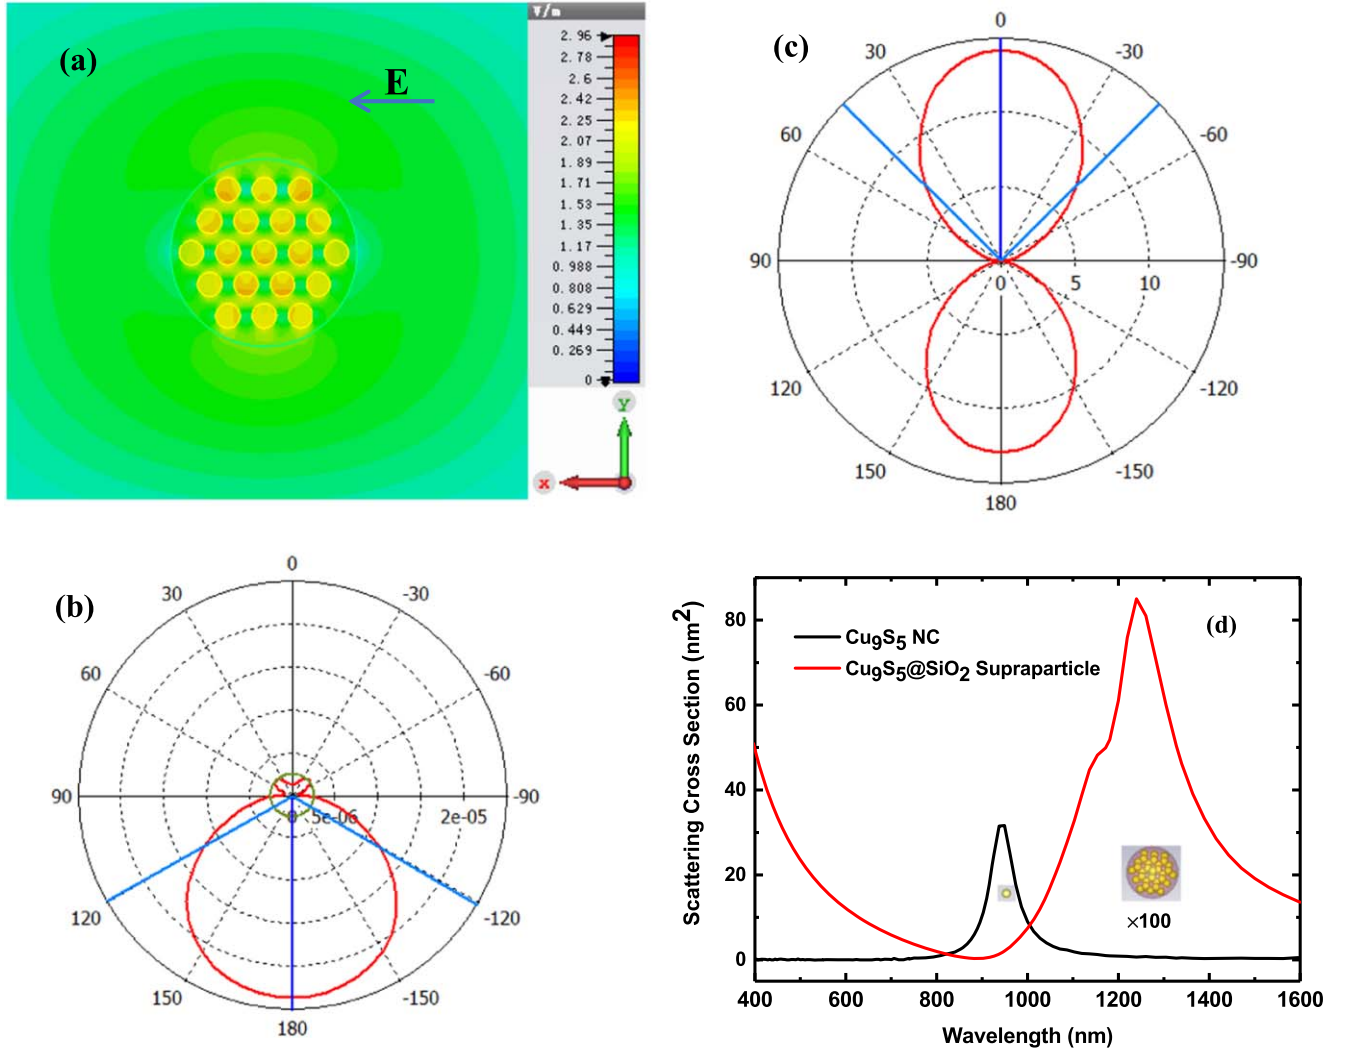 (a)
E
V/m
2.96
2.78
2.6
2.42
2.25
2.07
1.89
1.71
1.53
1.35
1.17
0.988
0.808
0.629
0.449
0.269
0
y
x
(c)
0
30 -30
60 -60
90 -90
0 5 10
120 -120
150 -150
180
(b)
0
30 -30
60 -60
90 -90
0 5e-06 2e-05
120 -120
150 -150
180
(d)
Cu9S5 NC
Cu9S5@SiO2 Supraparticle
×100
Scattering Cross Section (nm2)
80
60
40
20
0
400 600 800 1000 1200 1400 1600
Wavelength (nm)